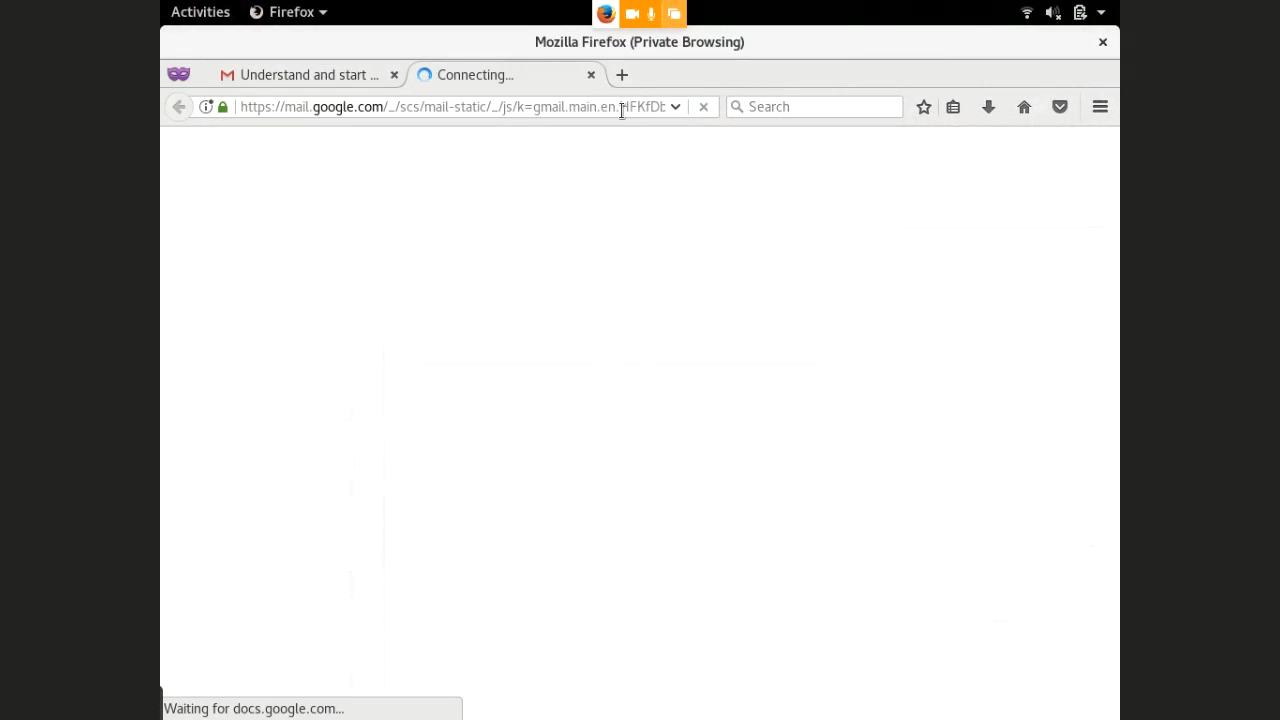 Activities Firefox
Mozilla Firefox (Private Browsing)
Understand and start ... Connecting...
https://mail.google.com/_/scs/mail-static/_/js/k=gmail.main.en. Search
Waiting for docs.google.com...